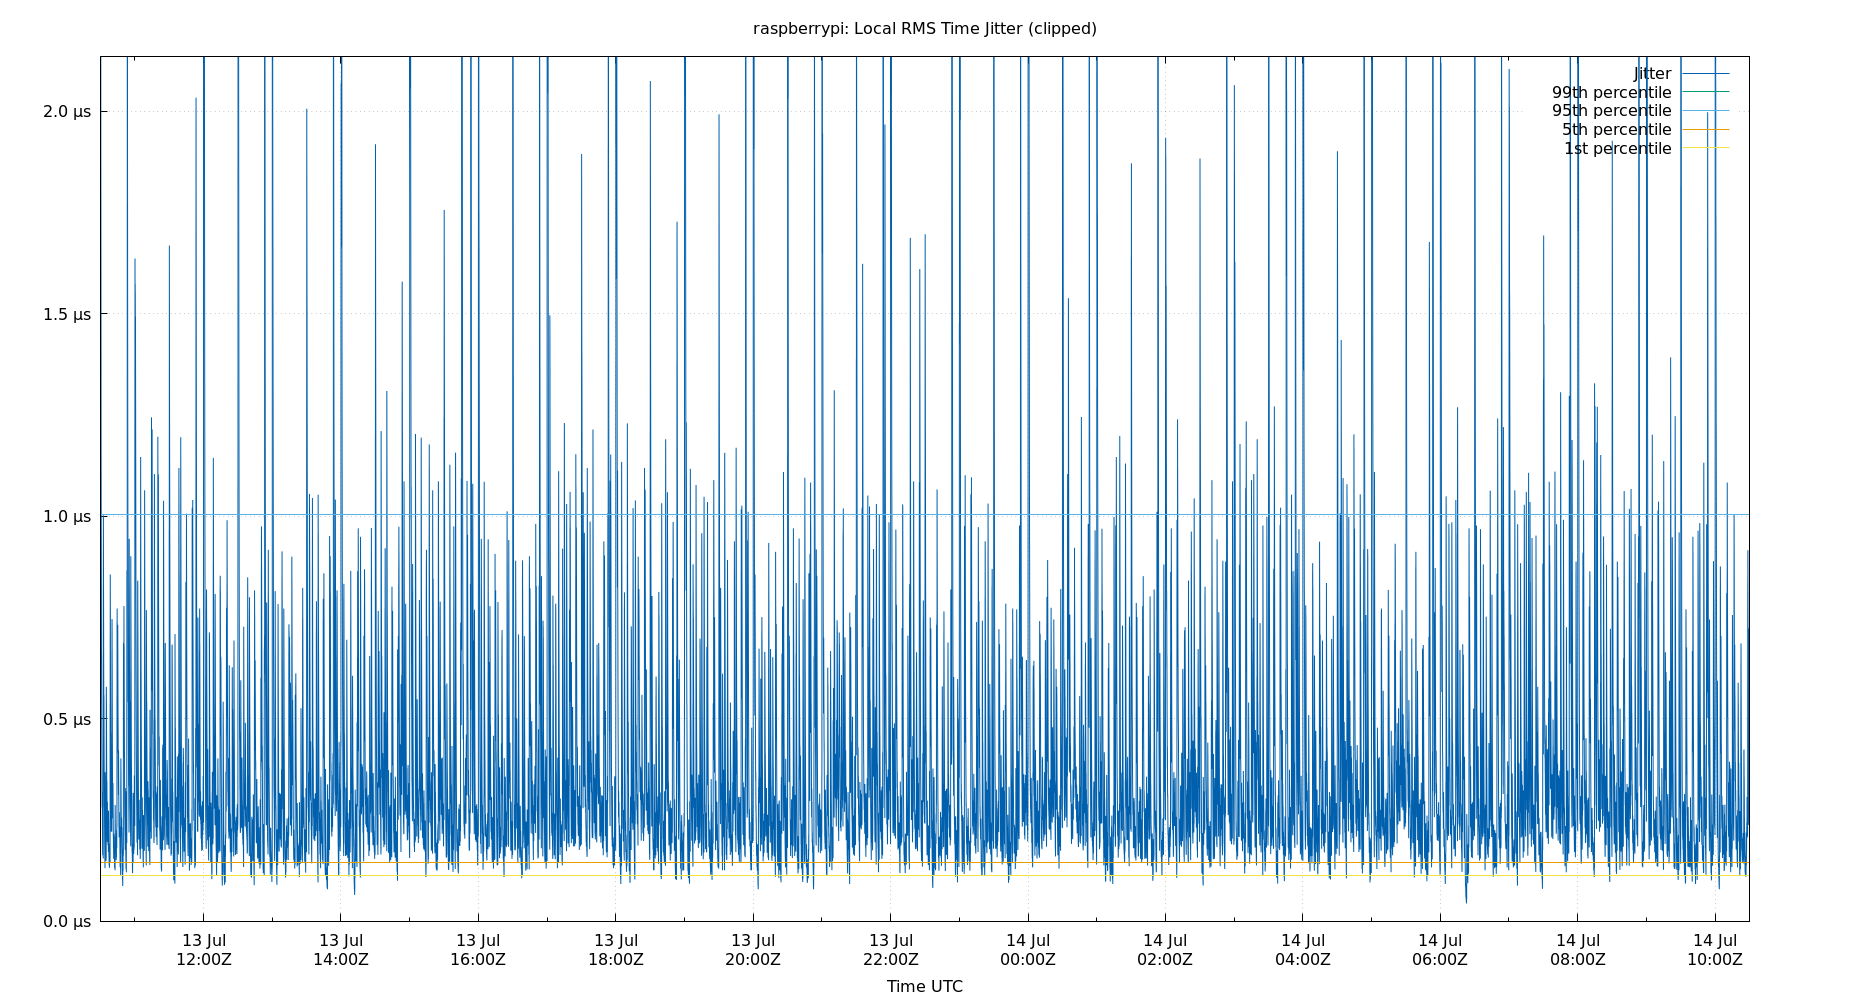 raspberrypi: Local RMS Time Jitter (clipped)
Jitter
99th percentile
95th percentile
5th percentile
1st percentile
2.0 µs
1.5 µs
1.0 µs
0.5 µs
0.0 µs
13 Jul 13 Jul 13 Jul 13 Jul 13 Jul 13 Jul 14 Jul 14 Jul 14 Jul 14 Jul 14 Jul 14 Jul
12:00Z 14:00Z 16:00Z 18:00Z 20:00Z 22:00Z 00:00Z 02:00Z 04:00Z 06:00Z 08:00Z 10:00Z
Time UTC